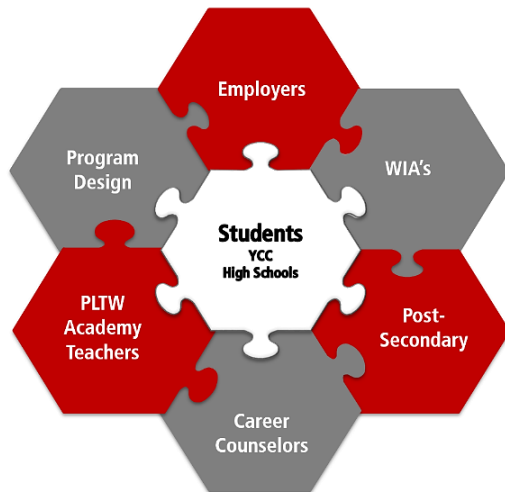 Employers
Program
Design
WIA's
Students
YCC
High Schools
PLTW
Academy
Teachers
Post-
Secondary
Career
Counselors